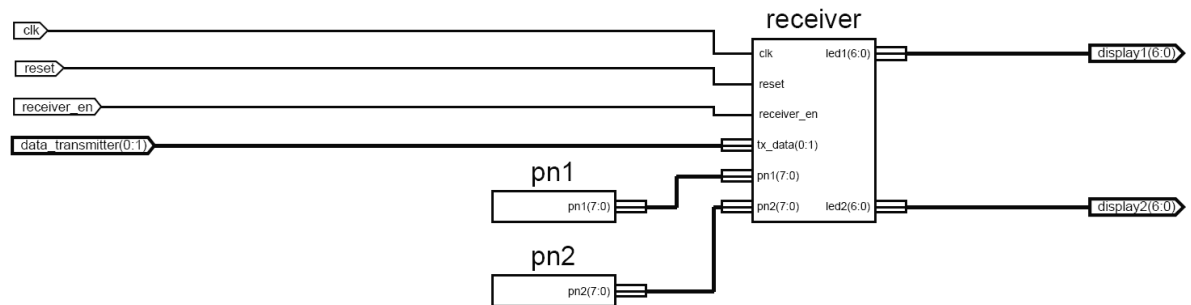 receiver
clk
reset
receiver_en
data_transmitter(0:1)
clk
reset
receiver_en
tx_data(0:1)
pn1(7:0)
pn2(7:0)
led1(6:0)
led2(6:0)
display1(6:0)
display2(6:0)
pn1
pn1(7:0)
pn2
pn2(7:0)